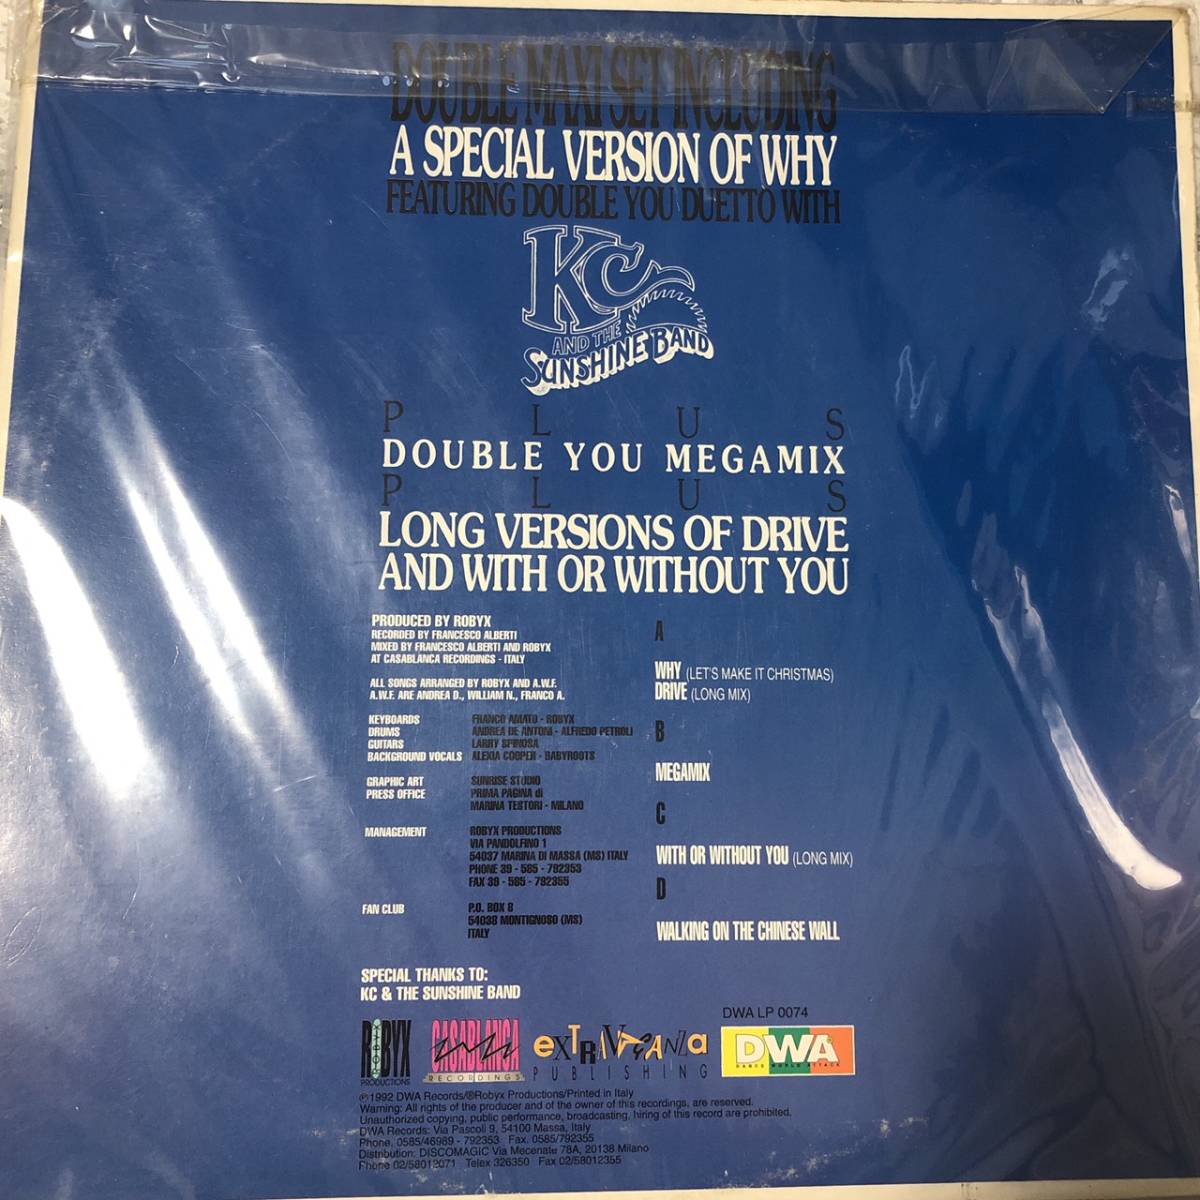 DOUBLE MAXI SET INCLUDING
A SPECIAL VERSION OF WHY
FEATURING DOUBLE YOU DUETTO WITH
KC
AND THE
SUNSHINE BAND
PLUS
DOUBLE YOU MEGAMIX
PLUS
LONG VERSIONS OF DRIVE
AND WITH OR WITHOUT YOU
PRODUCED BY ROBYX
RECORDED BY FRANCESCO ALBERTI
MIXED BY FRANCESCO ALBERTI AND ROBYX
AT CASABLANCA RECORDINGS - ITALY
ALL SONGS ARRANGED BY ROBYX AND A.W.F.
A.W.F. ARE ANDREA D., WILLIAM N., FRANCO A.
KEYBOARDS FRANCO AMATO - ROBYX
DRUMS ANDREA DE ANTONI - ALFREDO PETROLI
GUITARS LARRY SPINOSA
BACKGROUND VOCALS ALEXIA COOPER - BABYROOTS
GRAPHIC ART SUNRISE STUDIO
PRESS OFFICE PRIMA PAGINA di
MARINA TESTORI - MILANO
MANAGEMENT ROBYX PRODUCTIONS
VIA PANDOLFINO 1
54037 MARINA DI MASSA (MS) ITALY
PHONE 39 - 585 - 792353
FAX 39 - 585 - 792355
FAN CLUB P.O. BOX 8
54038 MONTIGNOSO (MS)
ITALY
SPECIAL THANKS TO:
KC & THE SUNSHINE BAND
A
WHY (LET'S MAKE IT CHRISTMAS)
DRIVE (LONG MIX)
B
MEGAMIX
C
WITH OR WITHOUT YOU (LONG MIX)
D
WALKING ON THE CHINESE WALL
DWA LP 0074
ROBYX
PRODUCTIONS
CASABLANCA
RECORDINGS
EXTRAVAGANZA
PUBLISHING
DWA
DANCE WORLD ATTACK
℗1992 DWA Records/®Robyx Productions/Printed in Italy
Warning: All rights of the producer and of the owner of this recordings, are reserved.
Unauthorized copying, public performance, broadcasting, hiring of this record are prohibited.
DWA Records: Via Pascoli 9, 54100 Massa, Italy
Phone. 0585/46989 - 792353 Fax. 0585/792355
Distribution: DISCOMAGIC Via Mecenate 78A, 20138 Milano
Phone 02/58012071 Telex 326350 Fax 02/58012355